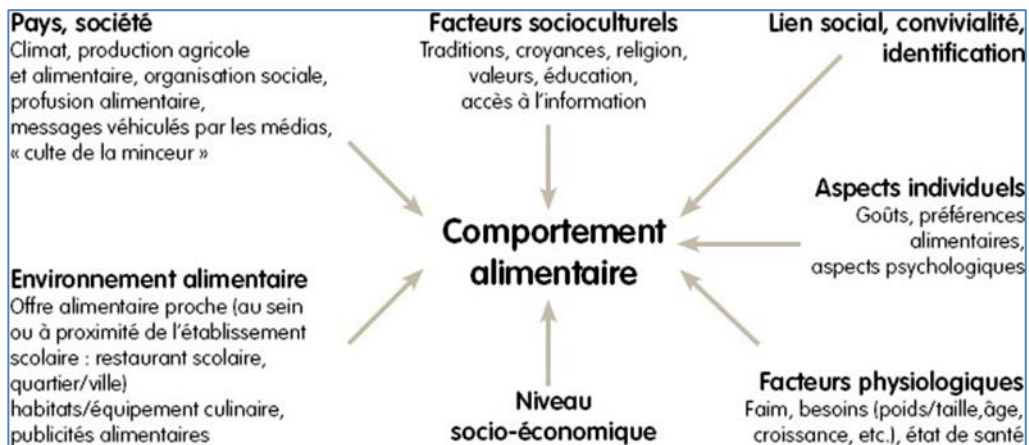 Pays, société
Climat, production agricole
et alimentaire, organisation sociale,
profusion alimentaire,
messages véhiculés par les médias,
« culte de la minceur »
Facteurs socioculturels
Traditions, croyances, religion,
valeurs, éducation,
accès à l'information
Lien social, convivialité,
identification
Comportement
alimentaire
Aspects individuels
Goûts, préférences
alimentaires,
aspects psychologiques
Environnement alimentaire
Offre alimentaire proche (au sein
ou à proximité de l'établissement
scolaire : restaurant scolaire,
quartier/ville)
habitats/équipement culinaire,
publicités alimentaires
Niveau
socio-économique
Facteurs physiologiques
Faim, besoins (poids/taille,âge,
croissance, etc.), état de santé